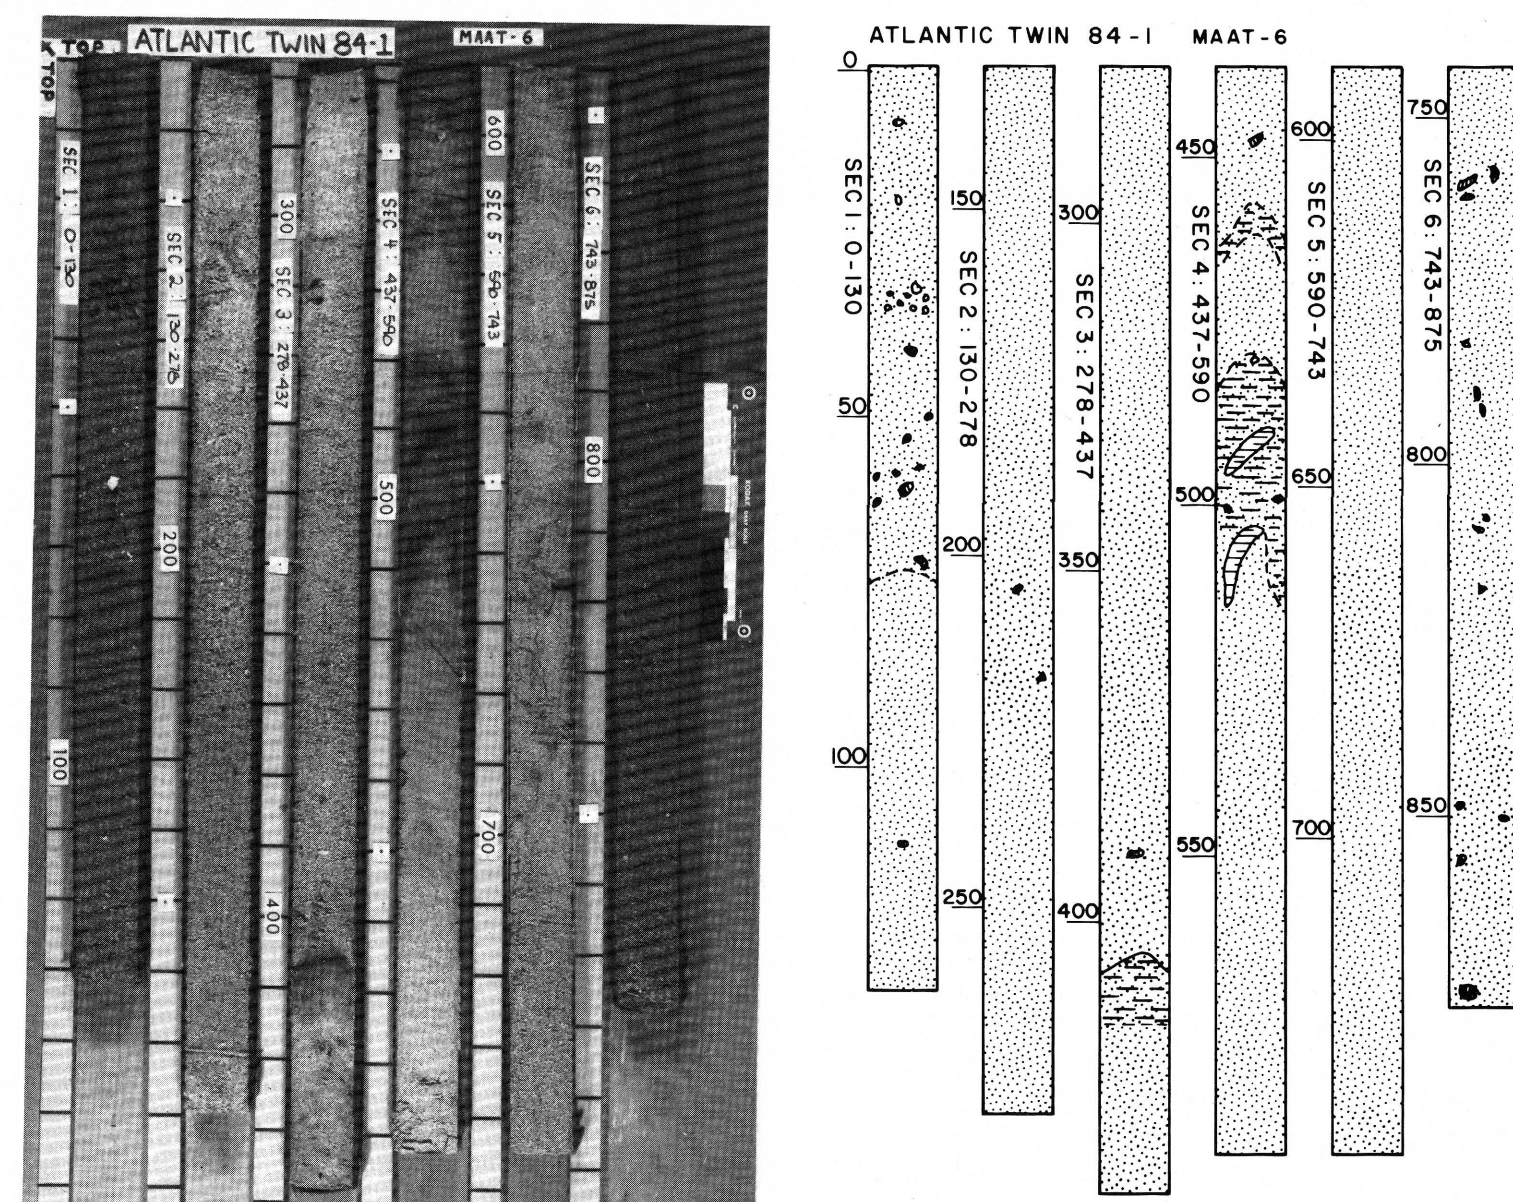 TOP
TOP
ATLANTIC TWIN 84-1
MAAT-6
SEC 1 : 0-130
100
SEC 2 : 130-278
200
300
SEC 3 : 278-437
400
SEC 4 : 437-590
500
600
SEC 5 : 590-743
700
SEC 6 : 743-875
800
ATLANTIC TWIN 84-1 MAAT-6
0
SEC 1 : 0-130
50
100
150
SEC 2 : 130-278
200
250
300
SEC 3 : 278-437
350
400
450
SEC 4 : 437-590
500
550
600
SEC 5 : 590-743
650
700
750
SEC 6 : 743-875
800
850